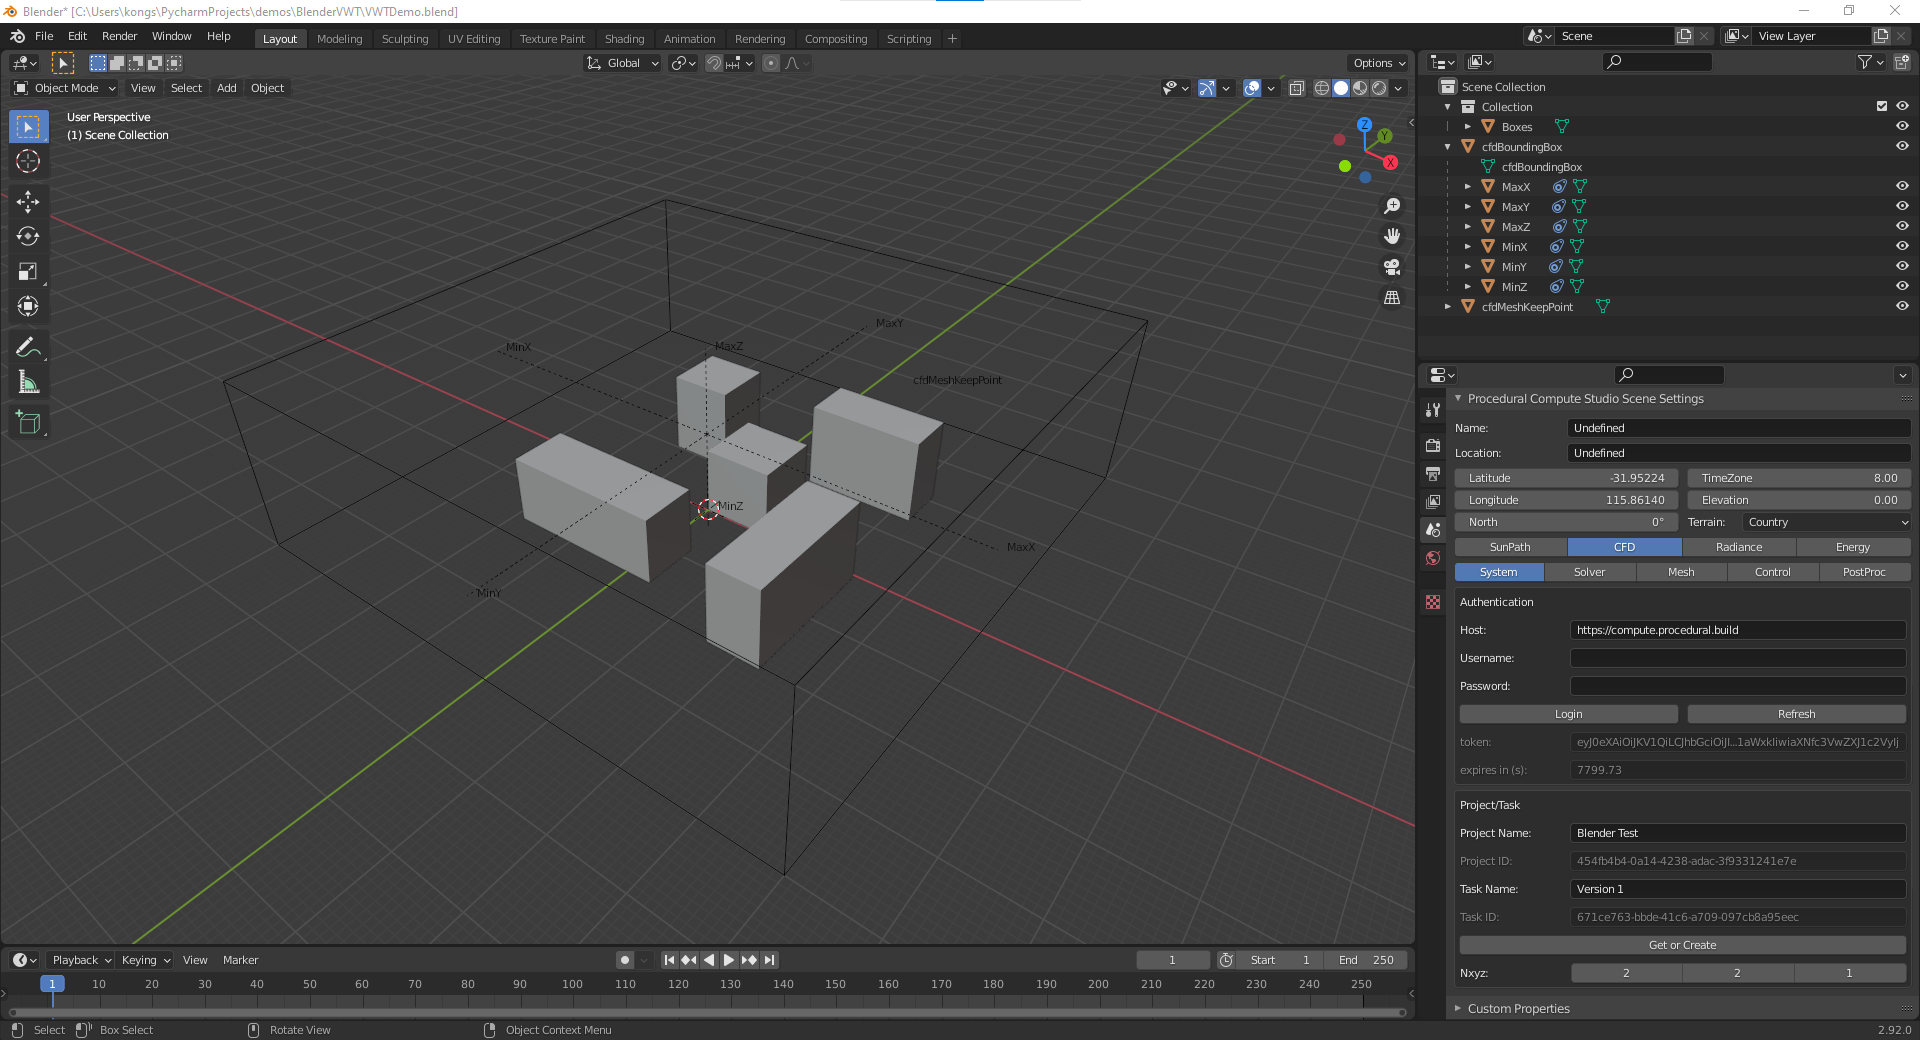 Blender* [C:\Users\kongs\PycharmProjects\demos\BlenderVWT\VWTDemo.blend]
File Edit Render Window Help Layout Modeling Sculpting UV Editing Texture Paint Shading Animation Rendering Compositing Scripting +
Scene
View Layer
Global
Options
Object Mode View Select Add Object
User Perspective
(1) Scene Collection
Z
Y
X
MaxY
MinX
MaxZ
cfdMeshKeepPoint
MinZ
MaxX
MinY
Scene Collection
Collection
Boxes
cfdBoundingBox
cfdBoundingBox
MaxX
MaxY
MaxZ
MinX
MinY
MinZ
cfdMeshKeepPoint
Procedural Compute Studio Scene Settings
Name: Undefined
Location: Undefined
Latitude -31.95224 TimeZone 8.00
Longitude 115.86140 Elevation 0.00
North 0° Terrain: Country
SunPath CFD Radiance Energy
System Solver Mesh Control PostProc
Authentication
Host: https://compute.procedural.build
Username:
Password:
Login Refresh
expires in (s): 7799.73
Project/Task
Project Name: Blender Test
Project ID: 454fb4b4-0a14-4238-adac-3f9331241e7e
Task Name: Version 1
Task ID: 671ce763-bbde-41c6-a709-097cb8a95eec
Get or Create
Nxyz: 2 2 1
Custom Properties
Playback Keying View Marker
1 Start 1 End 250
1 10 20 30 40 50 60 70 80 90 100 110 120 130 140 150 160 170 180 190 200 210 220 230 240 250
Select Box Select Rotate View Object Context Menu 2.92.0